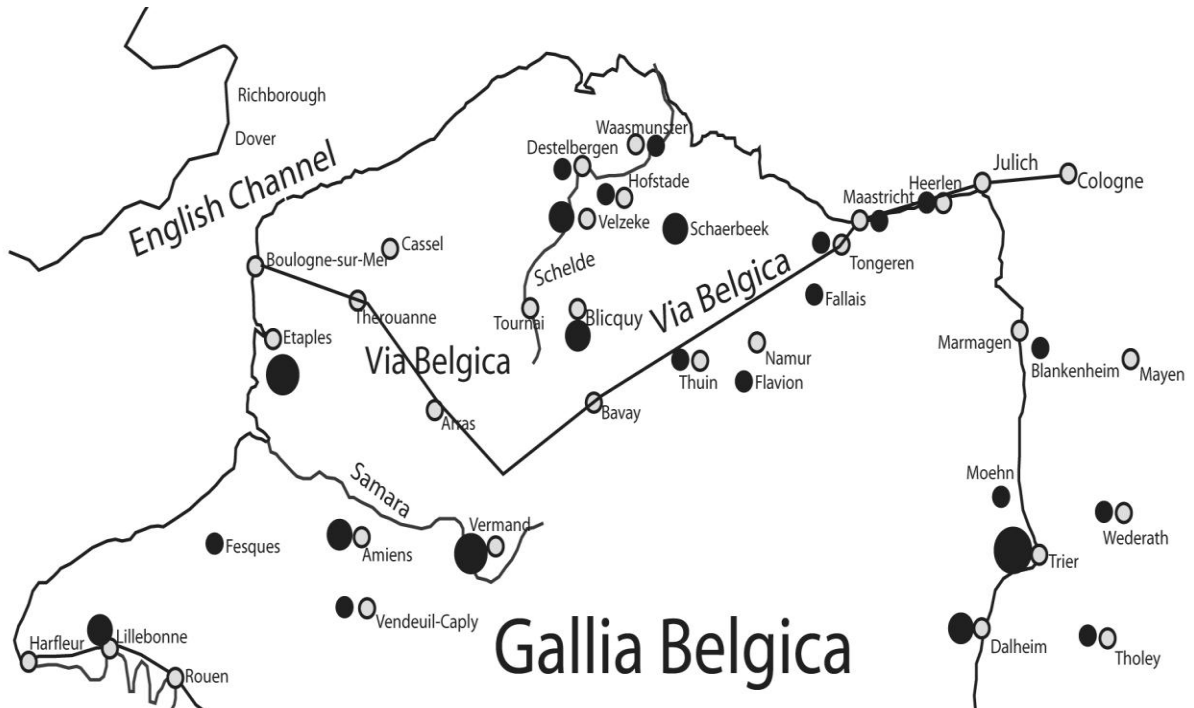 Richborough
Dover
English Channel
Waasmunster
Destelbergen
Hofstade
Velzeke
Schaerbeek
Schelde
Julich
Heerlen
Cologne
Maastricht
Tongeren
Cassel
Boulogne-sur-Mer
Therouanne
Etaples
Via Belgica
Tournai
Blicquy
Via Belgica
Fallais
Namur
Thuin
Flavion
Bavay
Arras
Marmagen
Blankenheim
Mayen
Samara
Vermand
Amiens
Fesques
Vendeuil-Caply
Moehn
Wederath
Trier
Harfleur
Lillebonne
Rouen
Gallia Belgica
Dalheim
Tholey